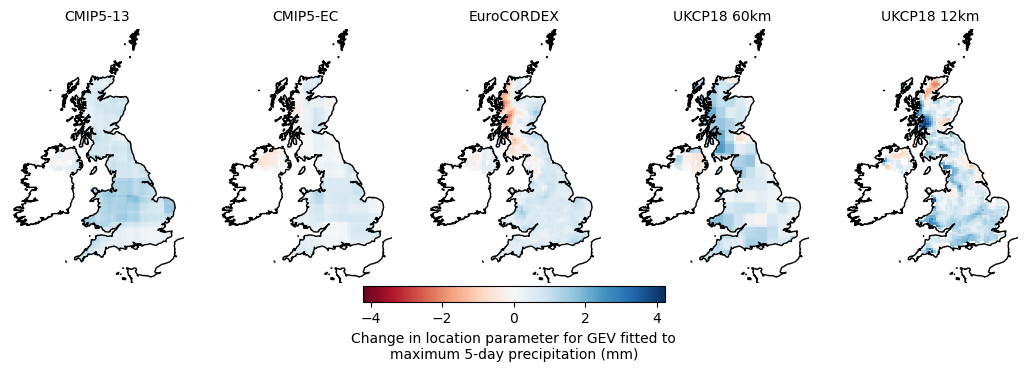 CMIP5-13 CMIP5-EC EuroCORDEX UKCP18 60km UKCP18 12km
−4 −2 0 2 4
Change in location parameter for GEV fitted to
maximum 5-day precipitation (mm)